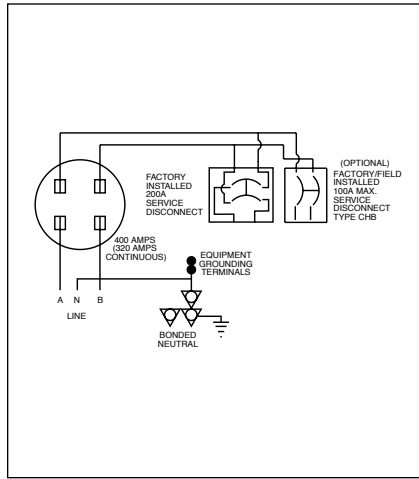 (OPTIONAL)
FACTORY/FIELD
INSTALLED
100A MAX.
SERVICE
DISCONNECT
TYPE CHB
FACTORY
INSTALLED
200A
SERVICE
DISCONNECT
400 AMPS
(320 AMPS
CONTINUOUS)
EQUIPMENT
GROUNDING
TERMINALS
A N B
LINE
BONDED
NEUTRAL